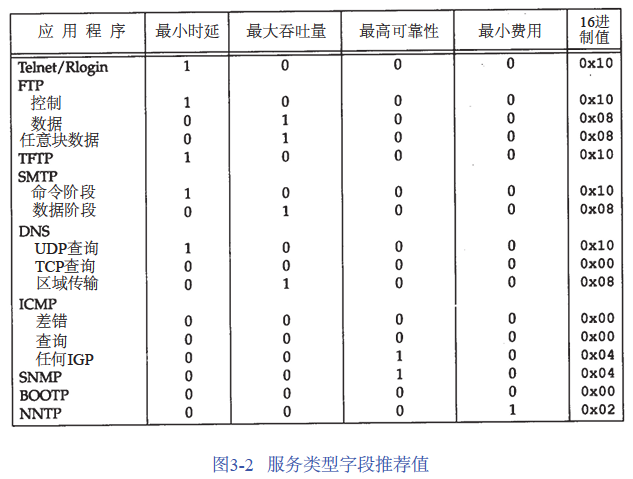 应用程序 最小时延 最大吞吐量 最高可靠性 最小费用 16进制值
Telnet/Rlogin 1 0 0 0 0x10
FTP
控制 1 0 0 0 0x10
数据 0 1 0 0 0x08
任意块数据 0 1 0 0 0x08
TFTP 1 0 0 0 0x10
SMTP
命令阶段 1 0 0 0 0x10
数据阶段 0 1 0 0 0x08
DNS
UDP查询 1 0 0 0 0x10
TCP查询 0 0 0 0 0x00
区域传输 0 1 0 0 0x08
ICMP
差错 0 0 0 0 0x00
查询 0 0 0 0 0x00
任何IGP 0 0 1 0 0x04
SNMP 0 0 1 0 0x04
BOOTP 0 0 0 0 0x00
NNTP 0 0 0 1 0x02
图3-2 服务类型字段推荐值